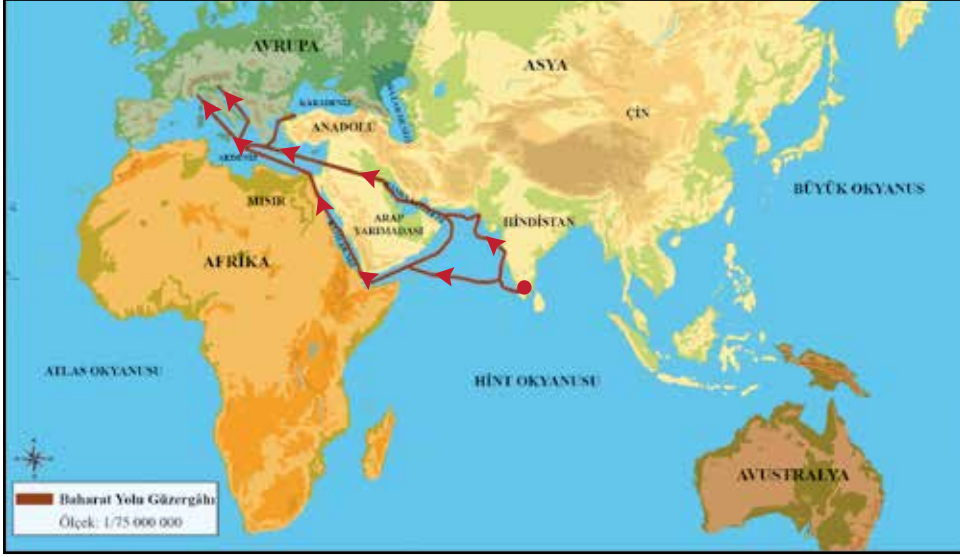 AVRUPA
ASYA
KARADENİZ
ANADOLU
ÇİN
AKDENİZ
BÜYÜK OKYANUS
MISIR
ARAP
YARIMADASI
HİNDİSTAN
AFRİKA
ATLAS OKYANUSU
HİNT OKYANUSU
AVUSTRALYA
Baharat Yolu Güzergâhı
Ölçek: 1/75 000 000